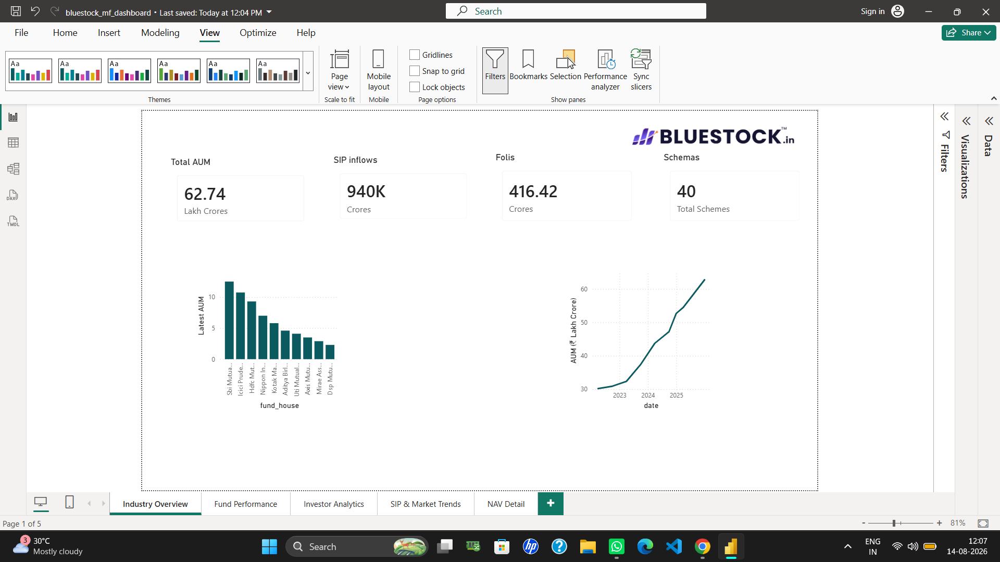 bluestock_mf_dashboard • Last saved: Today at 12:04 PM
Search
Sign in
File
Home
Insert
Modeling
View
Optimize
Help
Share
Aa
Aa
Aa
Aa
Aa
Aa
Themes
Page view
Scale to fit
Mobile layout
Mobile
Gridlines
Snap to grid
Lock objects
Page options
Filters
Bookmarks
Selection
Performance analyzer
Sync slicers
Show panes
DAX
TMDL
BLUESTOCK.in™
Total AUM
62.74
Lakh Crores
SIP inflows
940K
Crores
Folis
416.42
Crores
Schemas
40
Total Schemes
Latest AUM
10
5
0
Sbi Mutua...
Icici Prude...
Hdfc Mut...
Nippon In...
Kotak Ma...
Aditya Birl...
Uti Mutual...
Axis Mutu...
Mirae Ass...
Dsp Mutu...
fund_house
AUM (₹ Lakh Crore)
60
50
40
30
2023
2024
2025
date
Filters
Visualizations
Data
Industry Overview
Fund Performance
Investor Analytics
SIP & Market Trends
NAV Detail
+
Page 1 of 5
- + 81%
3
30°C
Mostly cloudy
Search
hp
?
ENG
IN
12:07
14-08-2026